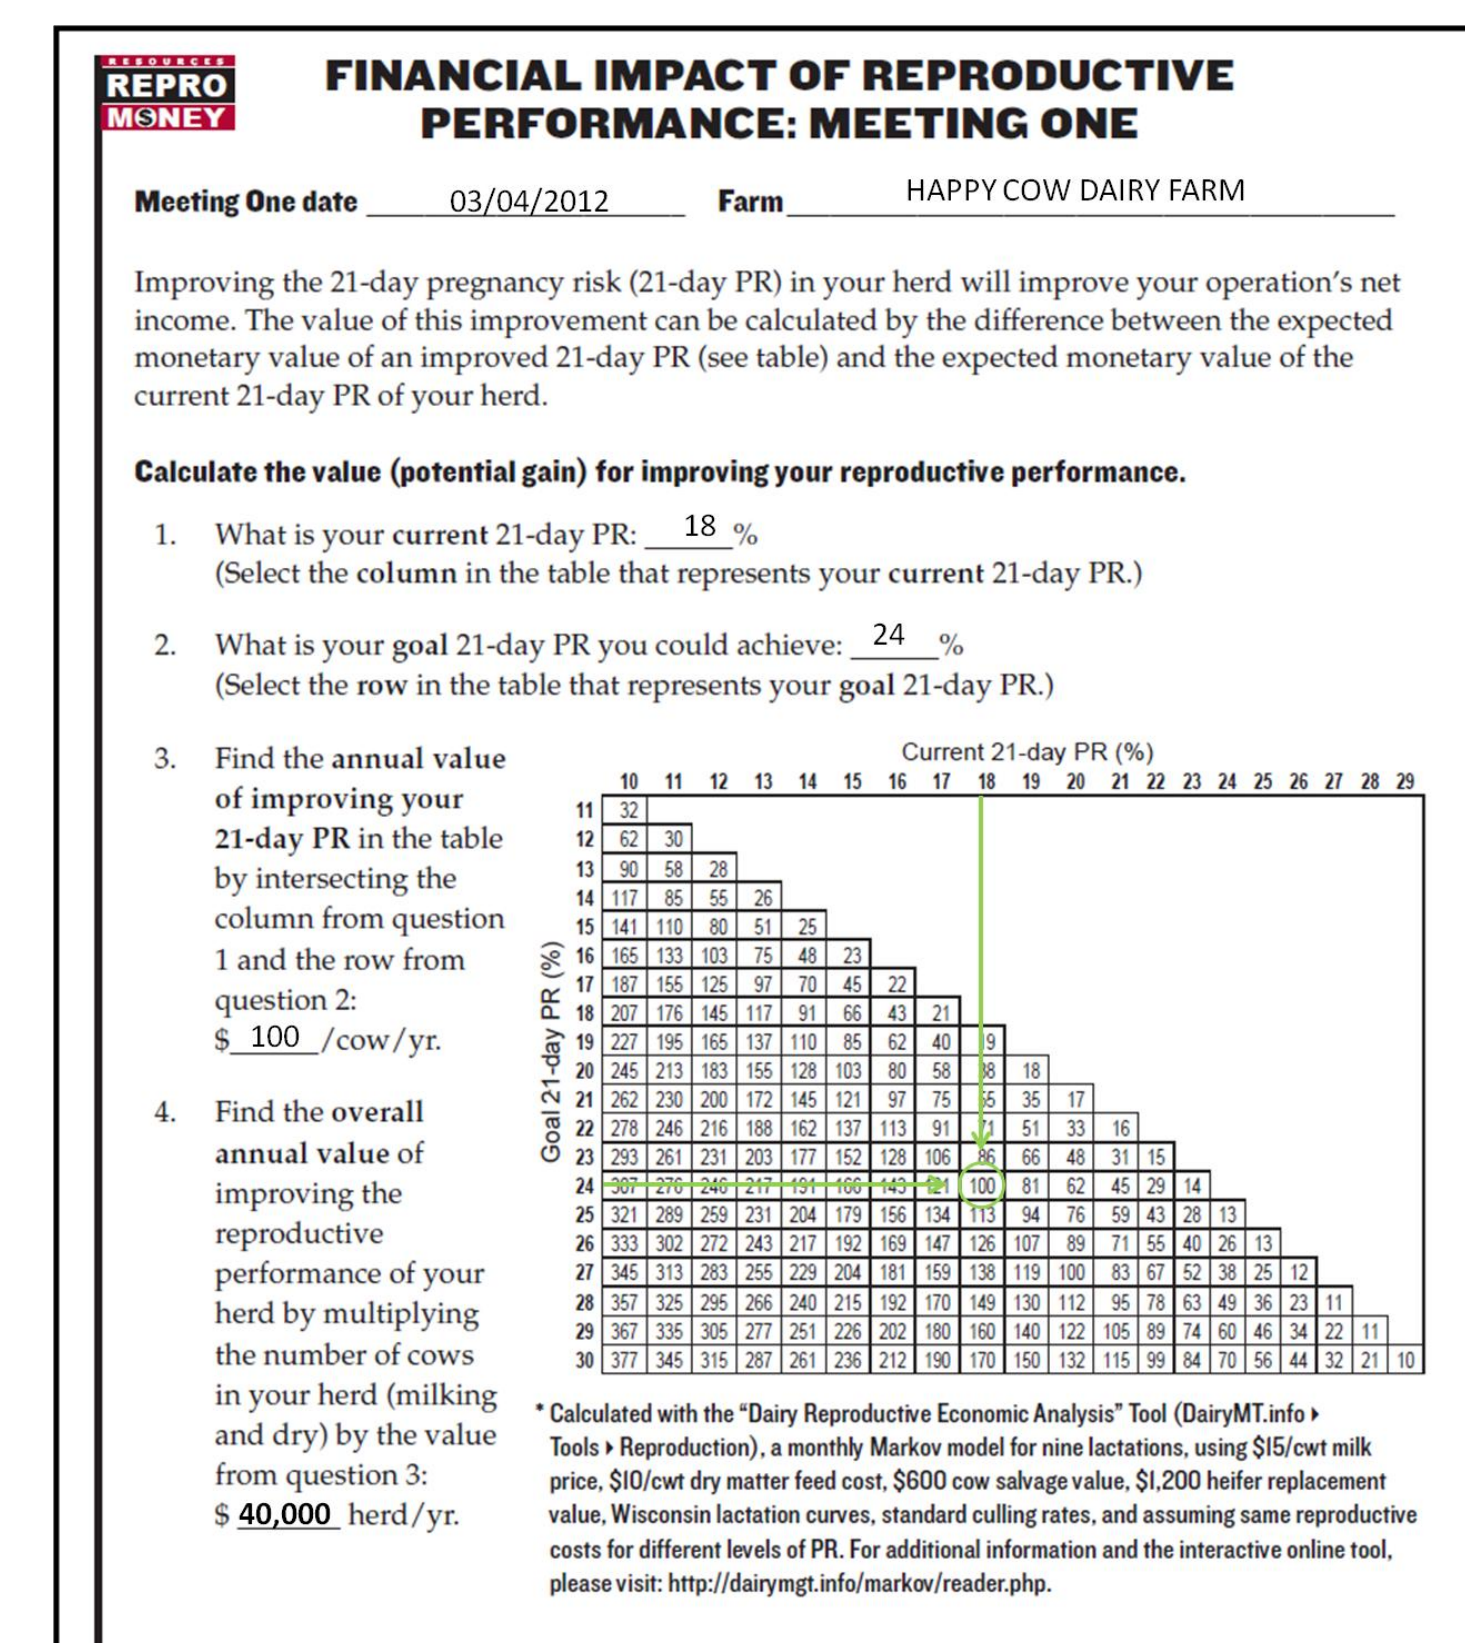 RESOURCES
REPRO
MONEY
FINANCIAL IMPACT OF REPRODUCTIVE
PERFORMANCE: MEETING ONE
Meeting One date 03/04/2012 Farm HAPPY COW DAIRY FARM
Improving the 21-day pregnancy risk (21-day PR) in your herd will improve your operation's net
income. The value of this improvement can be calculated by the difference between the expected
monetary value of an improved 21-day PR (see table) and the expected monetary value of the
current 21-day PR of your herd.
Calculate the value (potential gain) for improving your reproductive performance.
1. What is your current 21-day PR: 18 %
(Select the column in the table that represents your current 21-day PR.)
2. What is your goal 21-day PR you could achieve: 24 %
(Select the row in the table that represents your goal 21-day PR.)
3. Find the annual value
of improving your
21-day PR in the table
by intersecting the
column from question
1 and the row from
question 2:
$ 100 /cow/yr.
4. Find the overall
annual value of
improving the
reproductive
performance of your
herd by multiplying
the number of cows
in your herd (milking
and dry) by the value
from question 3:
$ 40,000 herd/yr.
Current 21-day PR (%)
10 11 12 13 14 15 16 17 18 19 20 21 22 23 24 25 26 27 28 29
Goal 21-day PR (%)
11 32
12 62 30
13 90 58 28
14 117 85 55 26
15 141 110 80 51 25
16 165 133 103 75 48 23
17 187 155 125 97 70 45 22
18 207 176 145 117 91 66 43 21
19 227 195 165 137 110 85 62 40 19
20 245 213 183 155 128 103 80 58 38 18
21 262 230 200 172 145 121 97 75 55 35 17
22 278 246 216 188 162 137 113 91 71 51 33 16
23 293 261 231 203 177 152 128 106 86 66 48 31 15
24 307 276 246 217 191 166 143 121 100 81 62 45 29 14
25 321 289 259 231 204 179 156 134 113 94 76 59 43 28 13
26 333 302 272 243 217 192 169 147 126 107 89 71 55 40 26 13
27 345 313 283 255 229 204 181 159 138 119 100 83 67 52 38 25 12
28 357 325 295 266 240 215 192 170 149 130 112 95 78 63 49 36 23 11
29 367 335 305 277 251 226 202 180 160 140 122 105 89 74 60 46 34 22 11
30 377 345 315 287 261 236 212 190 170 150 132 115 99 84 70 56 44 32 21 10
* Calculated with the “Dairy Reproductive Economic Analysis” Tool (DairyMT.info ▸
Tools ▸ Reproduction), a monthly Markov model for nine lactations, using $15/cwt milk
price, $10/cwt dry matter feed cost, $600 cow salvage value, $1,200 heifer replacement
value, Wisconsin lactation curves, standard culling rates, and assuming same reproductive
costs for different levels of PR. For additional information and the interactive online tool,
please visit: http://dairymgt.info/markov/reader.php.